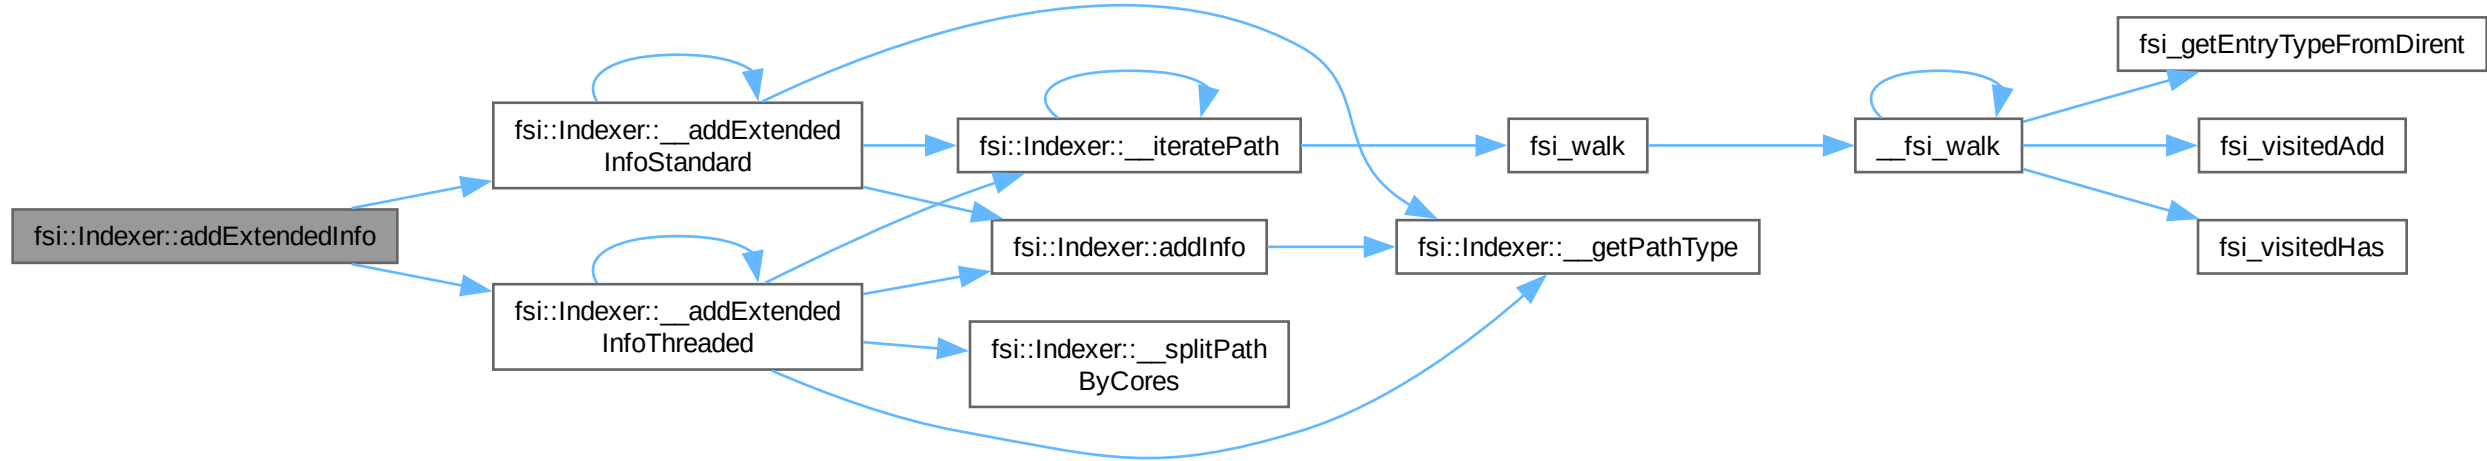 fsi::Indexer::addExtendedInfo
fsi::Indexer::__addExtended
InfoStandard
fsi::Indexer::__addExtended
InfoThreaded
fsi::Indexer::__iteratePath
fsi::Indexer::addInfo
fsi::Indexer::__splitPath
ByCores
fsi_walk
fsi::Indexer::__getPathType
__fsi_walk
fsi_getEntryTypeFromDirent
fsi_visitedAdd
fsi_visitedHas